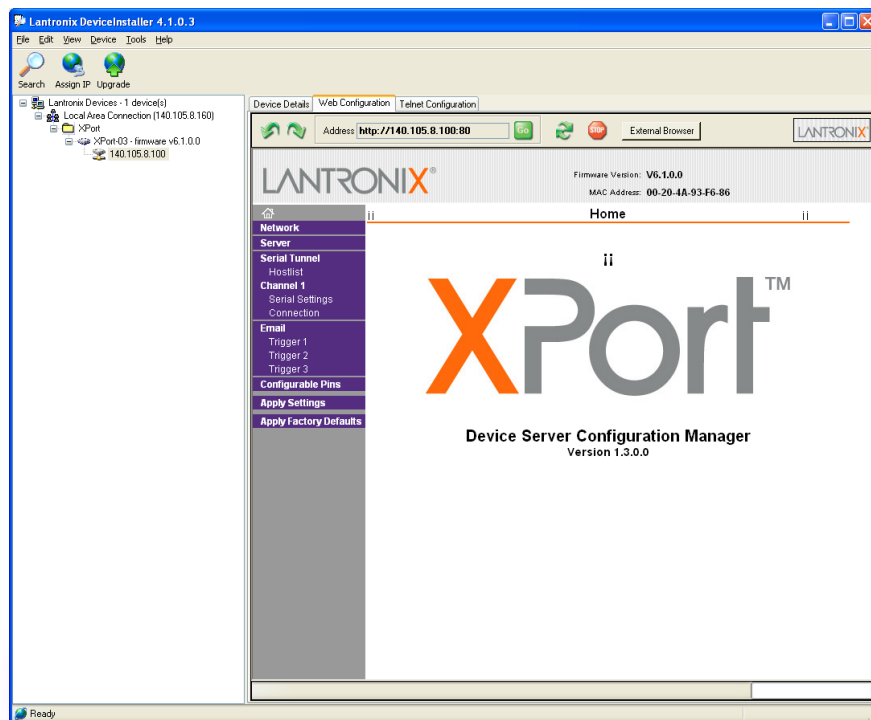 Lantronix DeviceInstaller 4.1.0.3
File Edit View Device Tools Help
Search Assign IP Upgrade
Lantronix Devices - 1 device(s)
Local Area Connection (140.105.8.160)
XPort
XPort-03 - firmware v6.1.0.0
140.105.8.100
Device Details Web Configuration Telnet Configuration
Address http://140.105.8.100:80 Go STOP External Browser LANTRONIX
LANTRONIX®
Firmware Version: V6.1.0.0
MAC Address: 00-20-4A-93-F6-86
Network
Server
Serial Tunnel
Hostlist
Channel 1
Serial Settings
Connection
Email
Trigger 1
Trigger 2
Trigger 3
Configurable Pins
Apply Settings
Apply Factory Defaults
¡¡ Home ¡¡
¡¡
XPort™
Device Server Configuration Manager
Version 1.3.0.0
Ready